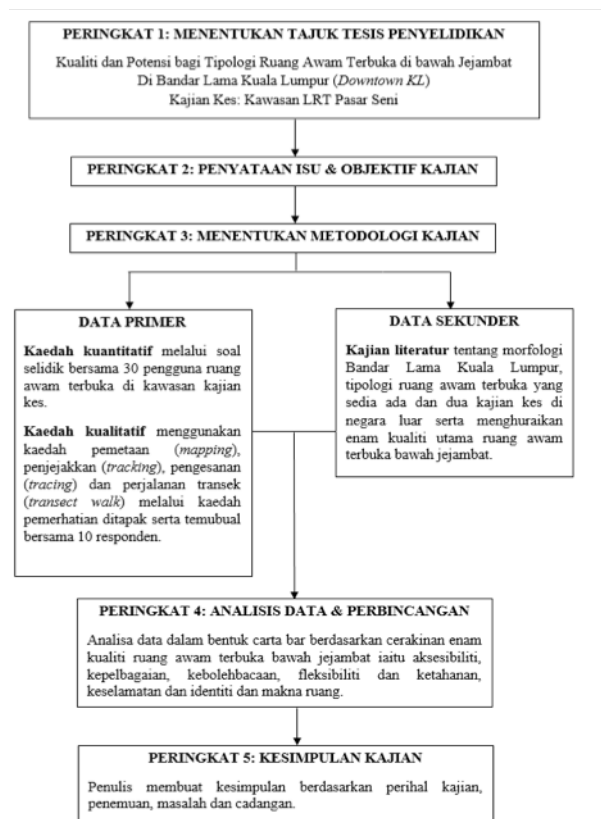 PERINGKAT 1: MENENTUKAN TAJUK TESIS PENYELIDIKAN
Kualiti dan Potensi bagi Tipologi Ruang Awam Terbuka di bawah Jejambat
Di Bandar Lama Kuala Lumpur (Downtown KL)
Kajian Kes: Kawasan LRT Pasar Seni
PERINGKAT 2: PENYATAAN ISU & OBJEKTIF KAJIAN
PERINGKAT 3: MENENTUKAN METODOLOGI KAJIAN
DATA PRIMER
Kaedah kuantitatif melalui soal
selidik bersama 30 pengguna ruang
awam terbuka di kawasan kajian
kes.
Kaedah kualitatif menggunakan
kaedah pemetaan (mapping),
penjejakkan (tracking), pengesanan
(tracing) dan perjalanan transek
(transect walk) melalui kaedah
pemerhatian ditapak serta temubual
bersama 10 responden.
DATA SEKUNDER
Kajian literatur tentang morfologi
Bandar Lama Kuala Lumpur,
tipologi ruang awam terbuka yang
sedia ada dan dua kajian kes di
negara luar serta menghuraikan
enam kualiti utama ruang awam
terbuka bawah jejambat.
PERINGKAT 4: ANALISIS DATA & PERBINCANGAN
Analisa data dalam bentuk carta bar berdasarkan cerakinan enam
kualiti ruang awam terbuka bawah jejambat iaitu aksesibiliti,
kepelbagaian, kebolehbacaan, fleksibiliti dan ketahanan,
keselamatan dan identiti dan makna ruang.
PERINGKAT 5: KESIMPULAN KAJIAN
Penulis membuat kesimpulan berdasarkan perihal kajian,
penemuan, masalah dan cadangan.